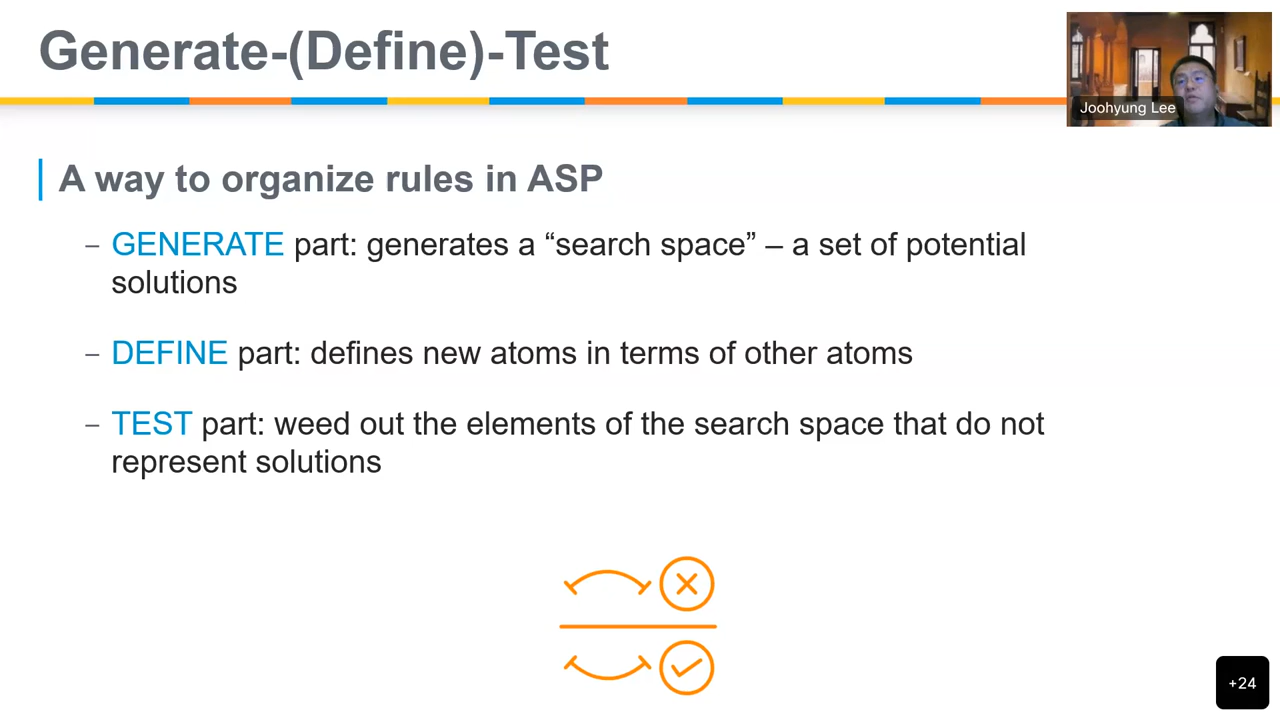 Generate-(Define)-Test
Joohyung Lee
A way to organize rules in ASP
– GENERATE part: generates a “search space” – a set of potential
solutions
– DEFINE part: defines new atoms in terms of other atoms
– TEST part: weed out the elements of the search space that do not
represent solutions
+24